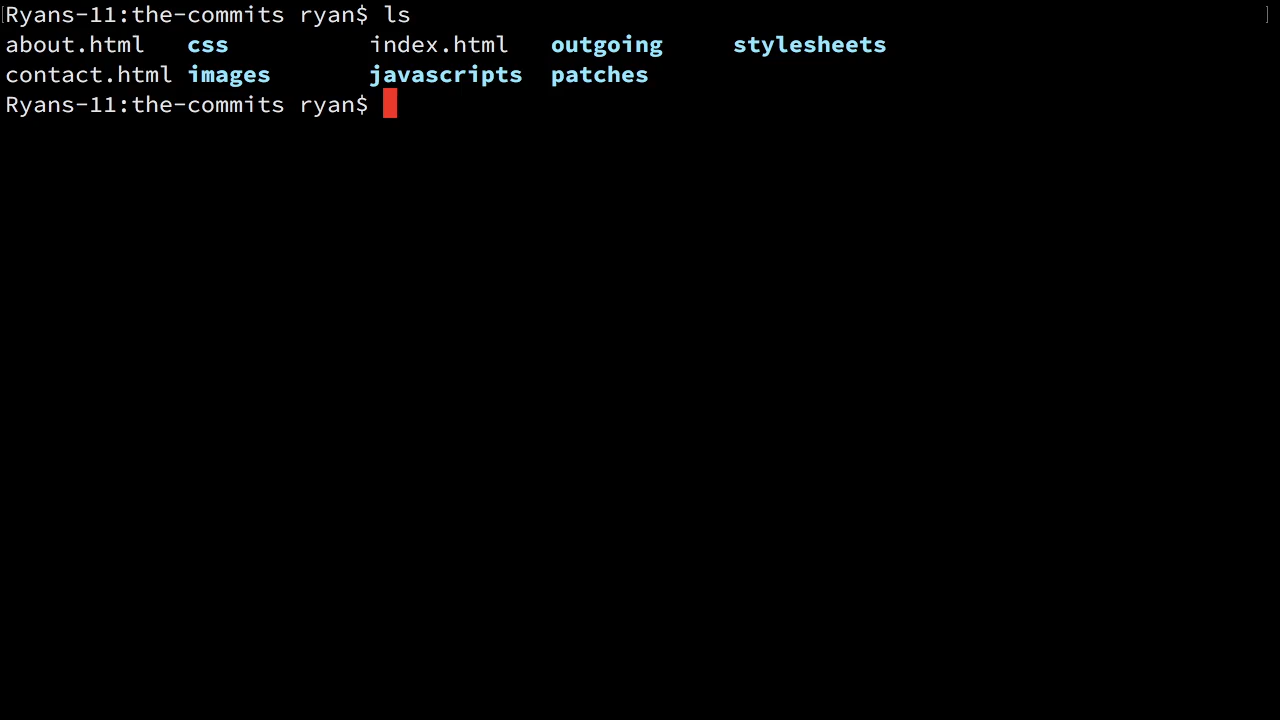 Ryans-11:the-commits ryan$ ls
about.html   css          index.html   outgoing     stylesheets
contact.html images       javascripts  patches
Ryans-11:the-commits ryan$